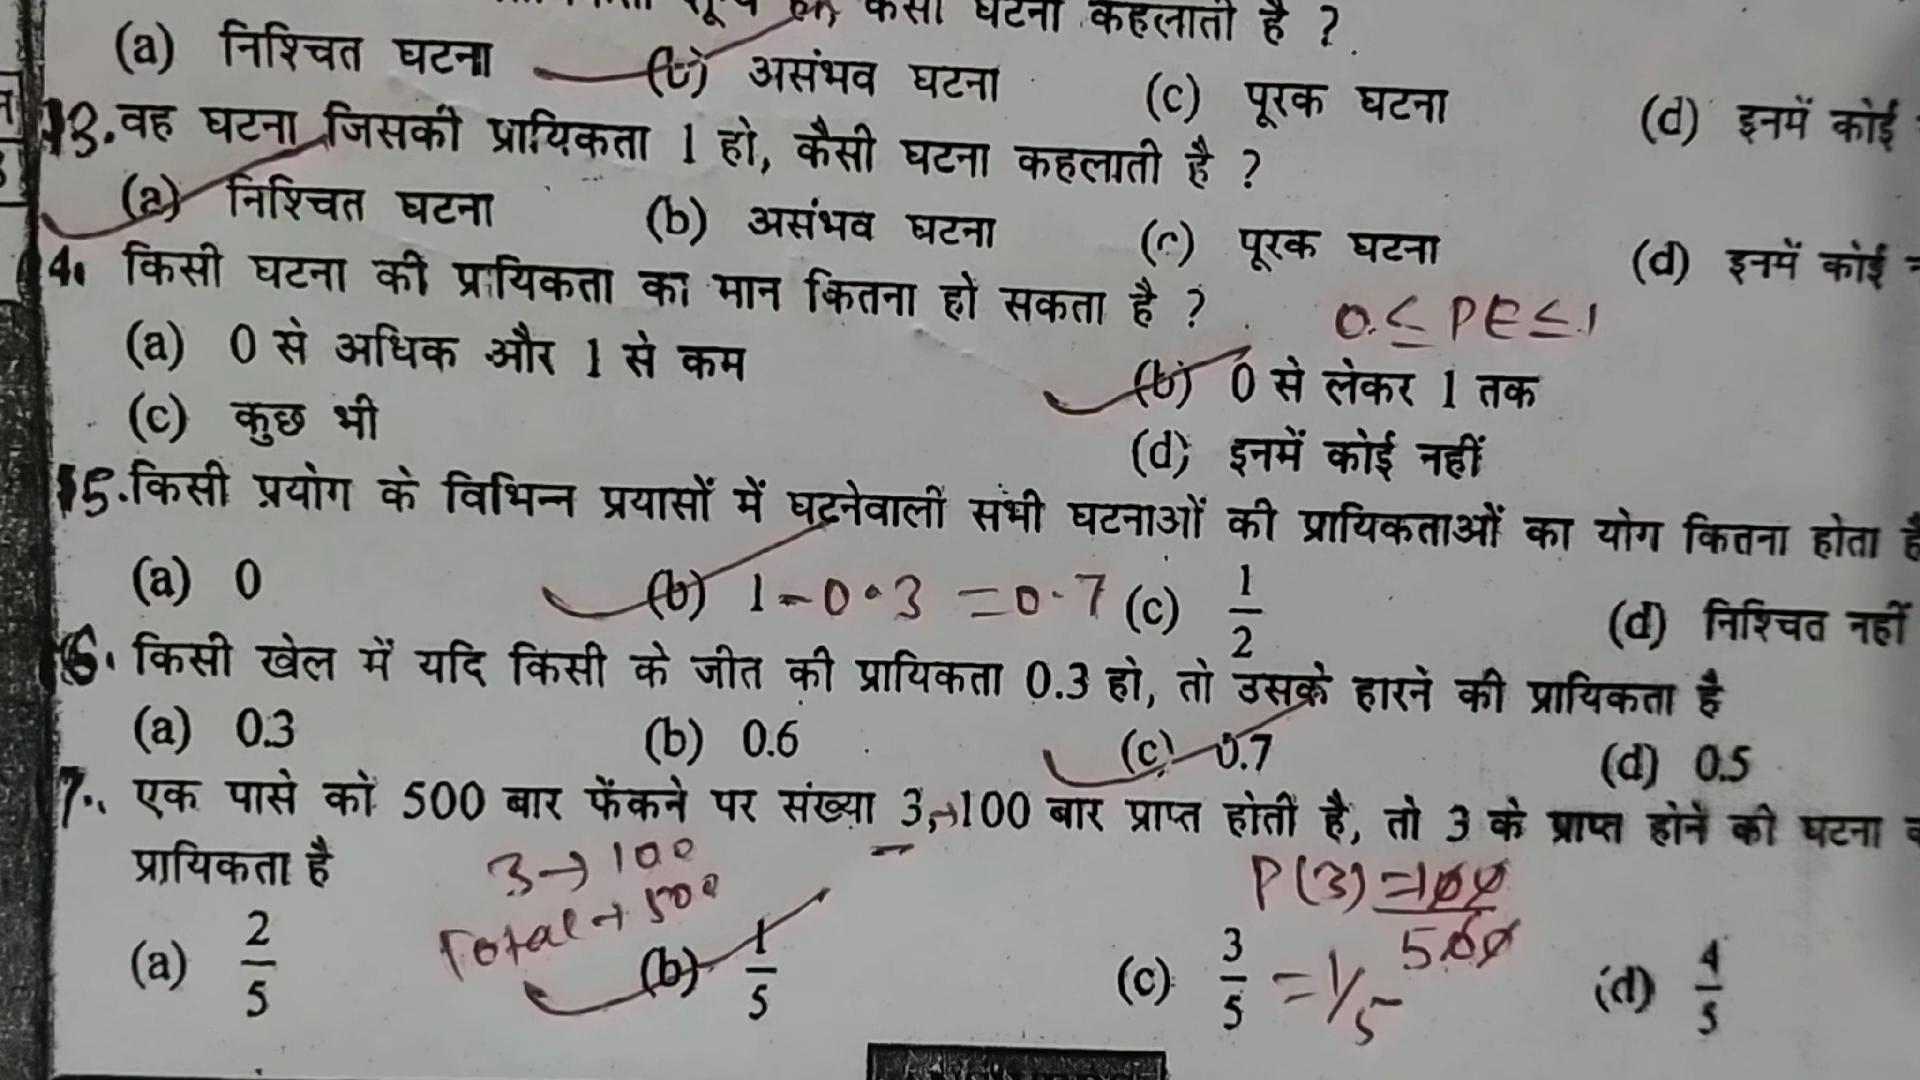 कैसी घटना कहलाती है ?
(a) निश्चित घटना (b) असंभव घटना (c) पूरक घटना (d) इनमें कोई
13. वह घटना जिसकी प्रायिकता 1 हो, कैसी घटना कहलाती है ?
(a) निश्चित घटना (b) असंभव घटना (c) पूरक घटना (d) इनमें कोई
14. किसी घटना की प्रायिकता का मान कितना हो सकता है ?
0 ≤ PE ≤ 1
(a) 0 से अधिक और 1 से कम (b) 0 से लेकर 1 तक
(c) कुछ भी (d) इनमें कोई नहीं
15. किसी प्रयोग के विभिन्न प्रयासों में घटनेवाली सभी घटनाओं की प्रायिकताओं का योग कितना होता है
(a) 0 (b) 1 - 0.3 = 0.7 (c) 1/2 (d) निश्चित नहीं
16. किसी खेल में यदि किसी के जीत की प्रायिकता 0.3 हो, तो उसके हारने की प्रायिकता है
(a) 0.3 (b) 0.6 (c) 0.7 (d) 0.5
7. एक पासे को 500 बार फेंकने पर संख्या 3, 100 बार प्राप्त होती है, तो 3 के प्राप्त होने की घटना
प्रायिकता है
3 → 100
Total → 500
P(3) = 100/500
= 1/5
(a) 2/5 (b) 1/5 (c) 3/5 (d) 4/5